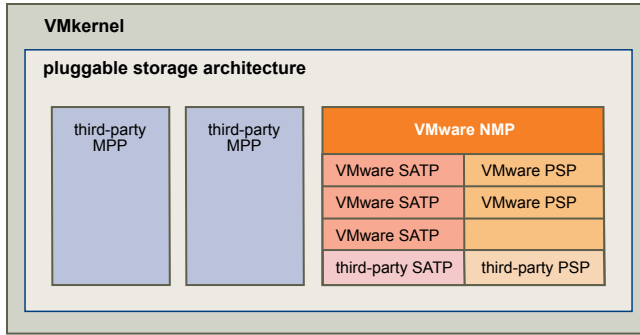 VMkernel
pluggable storage architecture
third-party
MPP
third-party
MPP
VMware NMP
VMware SATP
VMware PSP
VMware SATP
VMware PSP
VMware SATP
third-party SATP
third-party PSP